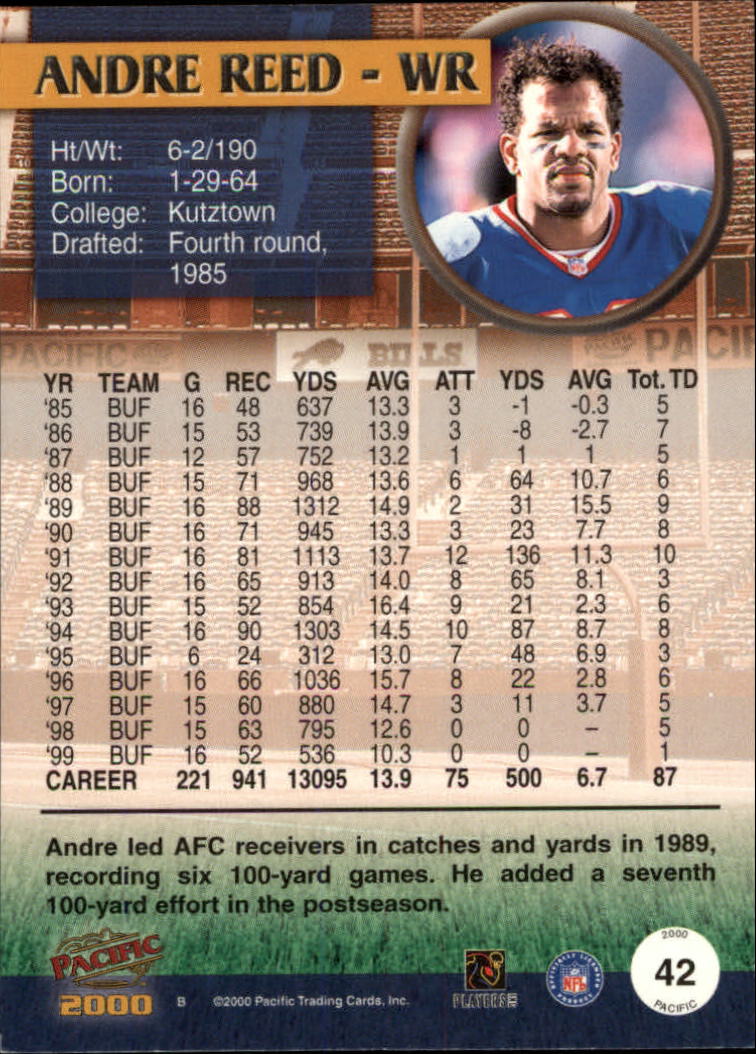 ANDRE REED - WR
Ht/Wt: 6-2/190
Born: 1-29-64
College: Kutztown
Drafted: Fourth round,
1985
PACIFIC BILLS PACIFIC
YR TEAM G REC YDS AVG ATT YDS AVG Tot. TD
'85 BUF 16 48 637 13.3 3 -1 -0.3 5
'86 BUF 15 53 739 13.9 3 -8 -2.7 7
'87 BUF 12 57 752 13.2 1 1 1 5
'88 BUF 15 71 968 13.6 6 64 10.7 6
'89 BUF 16 88 1312 14.9 2 31 15.5 9
'90 BUF 16 71 945 13.3 3 23 7.7 8
'91 BUF 16 81 1113 13.7 12 136 11.3 10
'92 BUF 16 65 913 14.0 8 65 8.1 3
'93 BUF 15 52 854 16.4 9 21 2.3 6
'94 BUF 16 90 1303 14.5 10 87 8.7 8
'95 BUF 6 24 312 13.0 7 48 6.9 3
'96 BUF 16 66 1036 15.7 8 22 2.8 6
'97 BUF 15 60 880 14.7 3 11 3.7 5
'98 BUF 15 63 795 12.6 0 0 – 5
'99 BUF 16 52 536 10.3 0 0 – 1
CAREER 221 941 13095 13.9 75 500 6.7 87
Andre led AFC receivers in catches and yards in 1989,
recording six 100-yard games. He added a seventh
100-yard effort in the postseason.
PACIFIC
2000 B ©2000 Pacific Trading Cards, Inc.
PLAYERS INC
OFFICIALLY LICENSED
NFL
PRODUCT
2000
42
PACIFIC